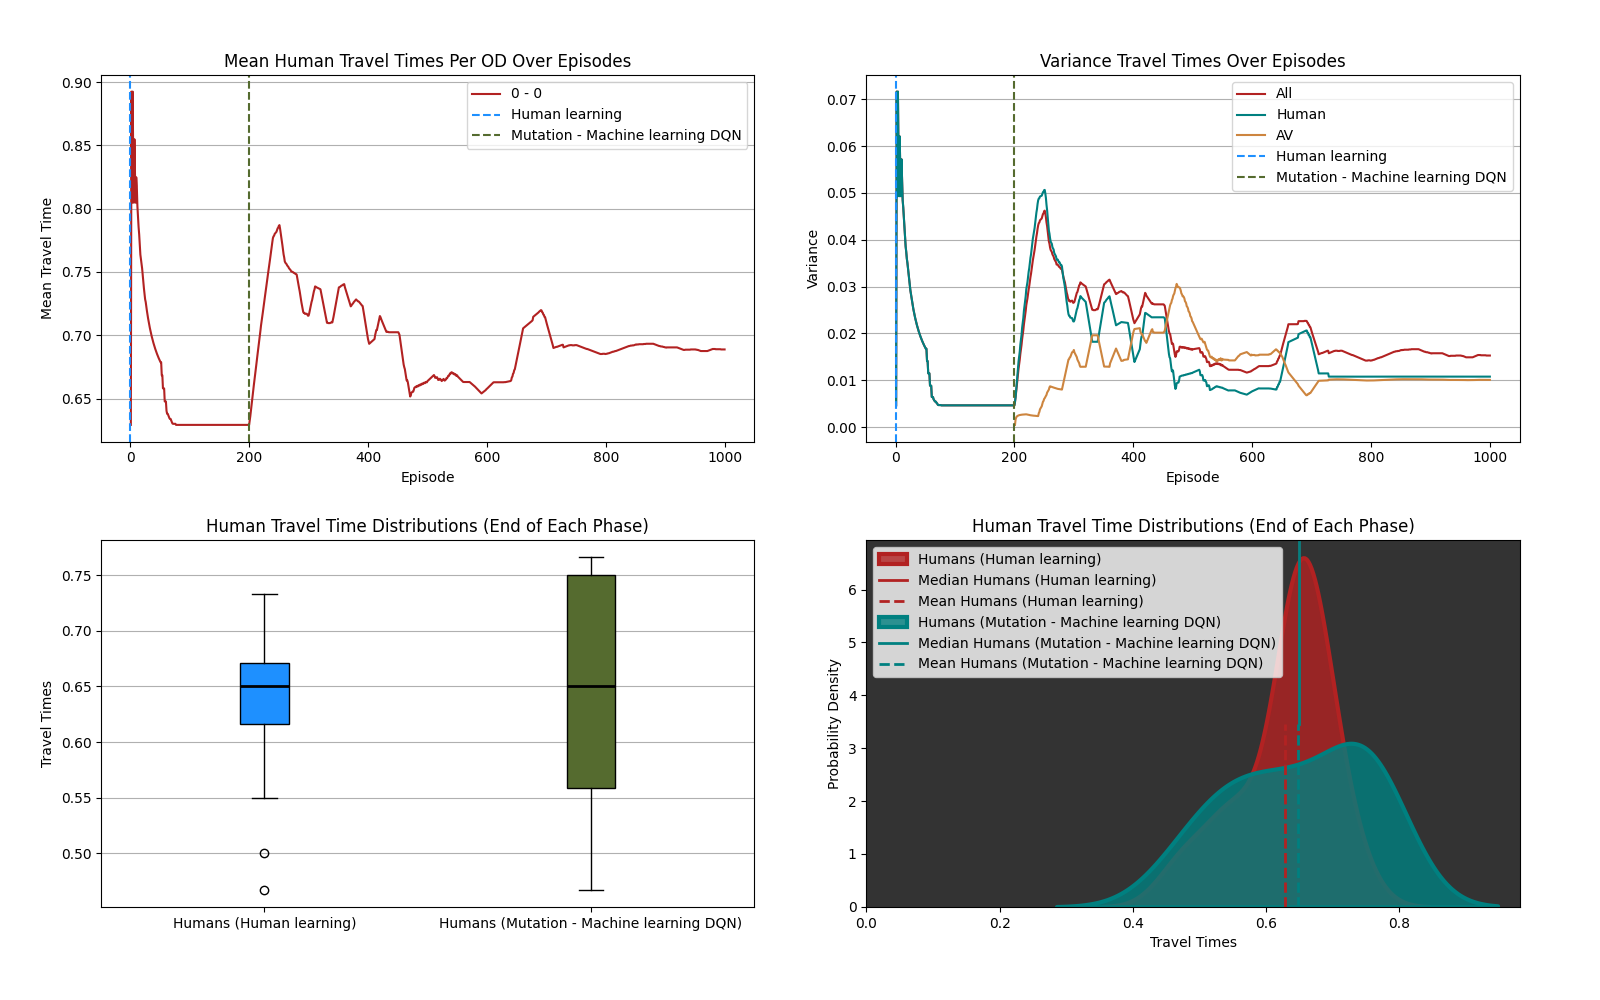 Mean Human Travel Times Per OD Over Episodes
0.90
0.85
0.80
0.75
0.70
0.65
Mean Travel Time
0 - 0
Human learning
Mutation - Machine learning DQN
0 200 400 600 800 1000
Episode
Variance Travel Times Over Episodes
0.07
0.06
0.05
0.04
0.03
0.02
0.01
0.00
Variance
All
Human
AV
Human learning
Mutation - Machine learning DQN
0 200 400 600 800 1000
Episode
Human Travel Time Distributions (End of Each Phase)
0.75
0.70
0.65
0.60
0.55
0.50
Travel Times
Humans (Human learning) Humans (Mutation - Machine learning DQN)
Human Travel Time Distributions (End of Each Phase)
6
5
4
3
2
1
0
Probability Density
Humans (Human learning)
Median Humans (Human learning)
Mean Humans (Human learning)
Humans (Mutation - Machine learning DQN)
Median Humans (Mutation - Machine learning DQN)
Mean Humans (Mutation - Machine learning DQN)
0.0 0.2 0.4 0.6 0.8
Travel Times